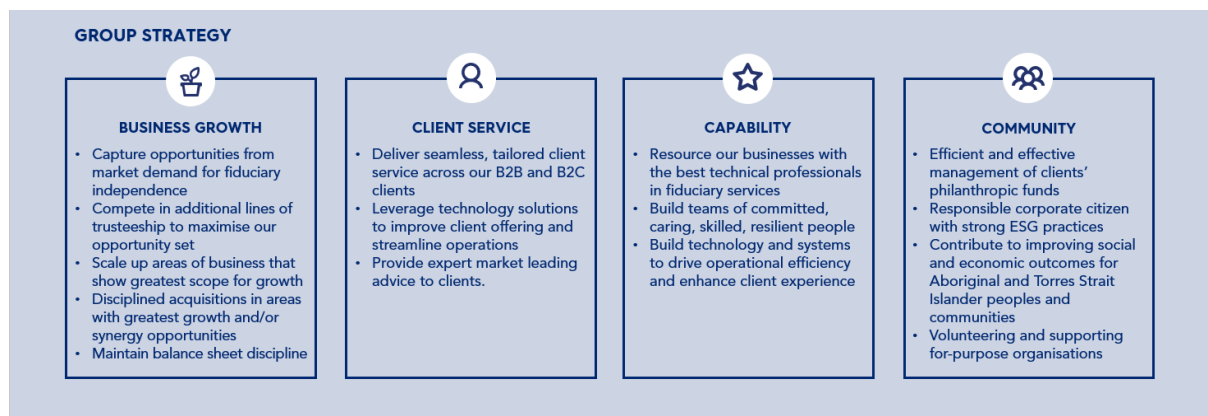 GROUP STRATEGY
BUSINESS GROWTH
• Capture opportunities from
market demand for fiduciary
independence
• Compete in additional lines of
trusteeship to maximise our
opportunity set
• Scale up areas of business that
show greatest scope for growth
• Disciplined acquisitions in areas
with greatest growth and/or
synergy opportunities
• Maintain balance sheet discipline
CLIENT SERVICE
• Deliver seamless, tailored client
service across our B2B and B2C
clients
• Leverage technology solutions
to improve client offering and
streamline operations
• Provide expert market leading
advice to clients.
CAPABILITY
• Resource our businesses with
the best technical professionals
in fiduciary services
• Build teams of committed,
caring, skilled, resilient people
• Build technology and systems
to drive operational efficiency
and enhance client experience
COMMUNITY
• Efficient and effective
management of clients’
philanthropic funds
• Responsible corporate citizen
with strong ESG practices
• Contribute to improving social
and economic outcomes for
Aboriginal and Torres Strait
Islander peoples and
communities
• Volunteering and supporting
for-purpose organisations